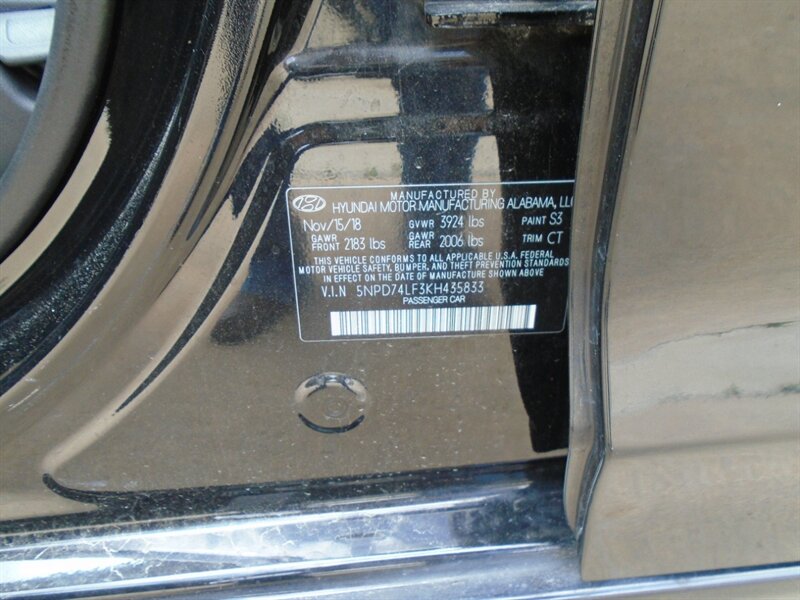 MANUFACTURED BY
HYUNDAI MOTOR MANUFACTURING ALABAMA, LLC
Nov/15/18 GVWR 3924 lbs PAINT S3
GAWR FRONT 2183 lbs GAWR REAR 2006 lbs TRIM CT
THIS VEHICLE CONFORMS TO ALL APPLICABLE U.S.A. FEDERAL
MOTOR VEHICLE SAFETY, BUMPER, AND THEFT PREVENTION STANDARDS
IN EFFECT ON THE DATE OF MANUFACTURE SHOWN ABOVE
V.I.N 5NPD74LF3KH435833
PASSENGER CAR